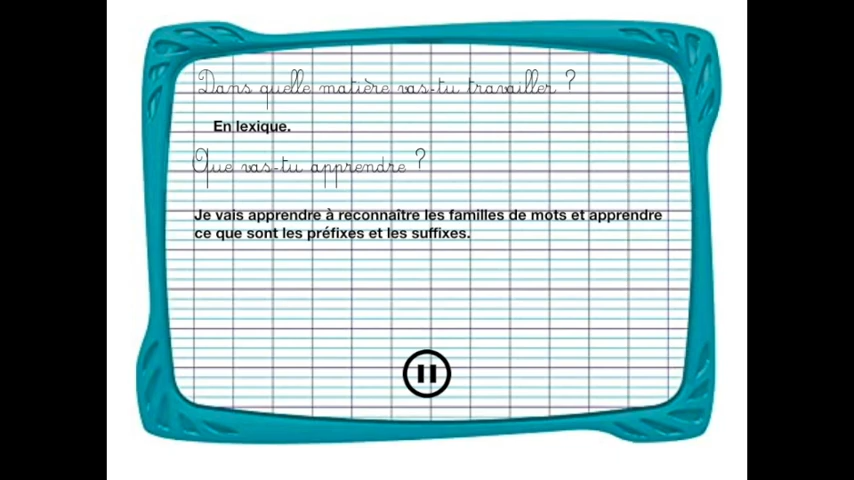 Dans quelle matière vas-tu travailler ?
En lexique.
Que vas-tu apprendre ?
Je vais apprendre à reconnaître les familles de mots et apprendre
ce que sont les préfixes et les suffixes.